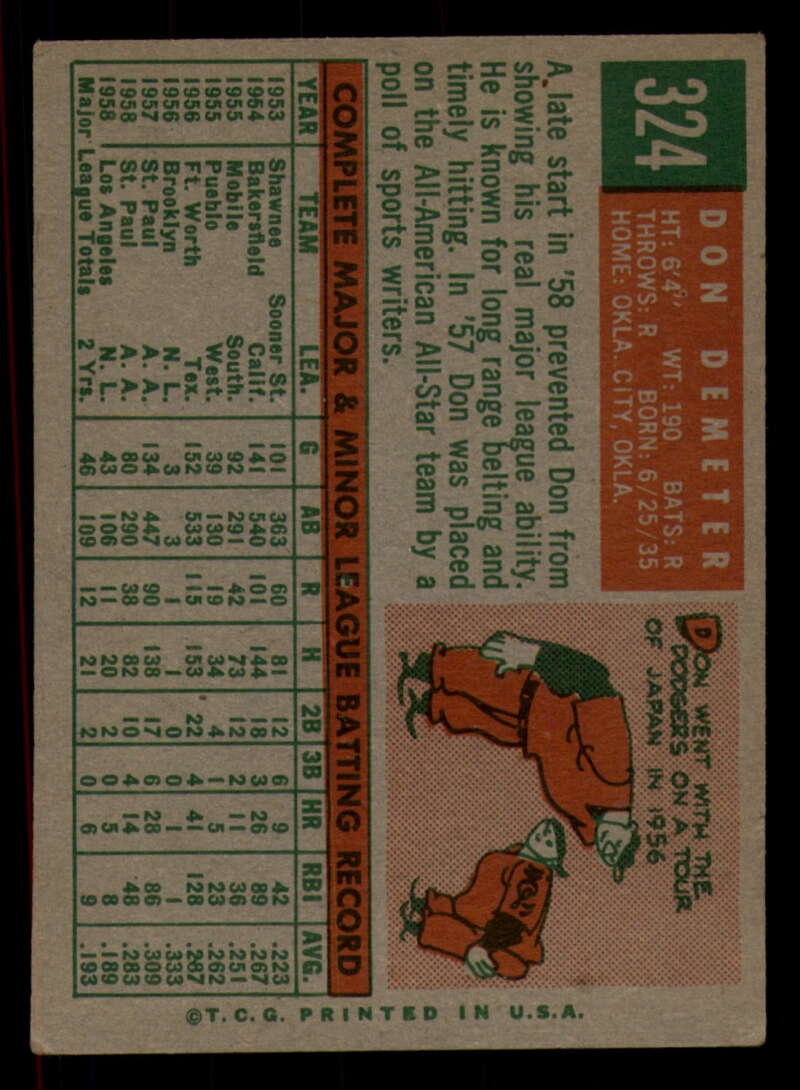 324
DON DEMETER
HT: 6'4" WT: 190 BATS: R
THROWS: R BORN: 6/25/35
HOME: OKLA. CITY, OKLA.
A late start in '58 prevented Don from
showing his real major league ability.
He is known for long range belting and
timely hitting. In '57 Don was placed
on the All-American All-Star team by a
poll of sports writers.
DON WENT WITH THE
DODGERS ON A TOUR
OF JAPAN IN 1956
COMPLETE MAJOR & MINOR LEAGUE BATTING RECORD
YEAR TEAM LEA. G AB R H 2B 3B HR RBI AVG.
1953 Shawnee Sooner St. 101 363 60 81 12 6 9 42 .223
1954 Bakersfield Calif. 141 540 101 144 18 3 26 89 .267
1955 Mobile South. 92 291 42 73 12 2 11 36 .251
1955 Pueblo West. 39 130 19 34 4 1 5 23 .262
1956 Ft. Worth Tex. 152 533 115 153 22 4 41 128 .287
1956 Brooklyn N. L. 3 3 1 1 0 0 1 1 .333
1957 St. Paul A. A. 134 447 90 138 17 6 28 86 .309
1958 St. Paul A. A. 80 290 38 82 10 4 14 48 .283
1958 Los Angeles N. L. 43 106 11 20 2 0 5 8 .189
Major League Totals 2 Yrs. 46 109 12 21 2 0 6 9 .193
©T. C. G. PRINTED IN U.S.A.